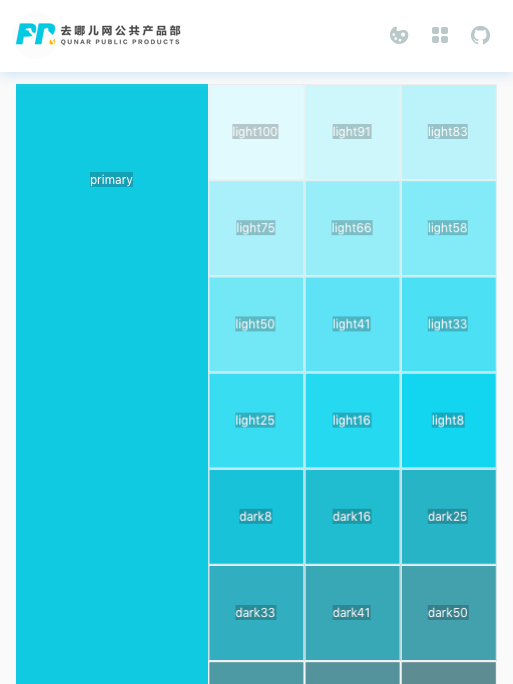 去哪儿网公共产品部
QUNAR PUBLIC PRODUCTS
primary
light100
light91
light83
light75
light66
light58
light50
light41
light33
light25
light16
light8
dark8
dark16
dark25
dark33
dark41
dark50